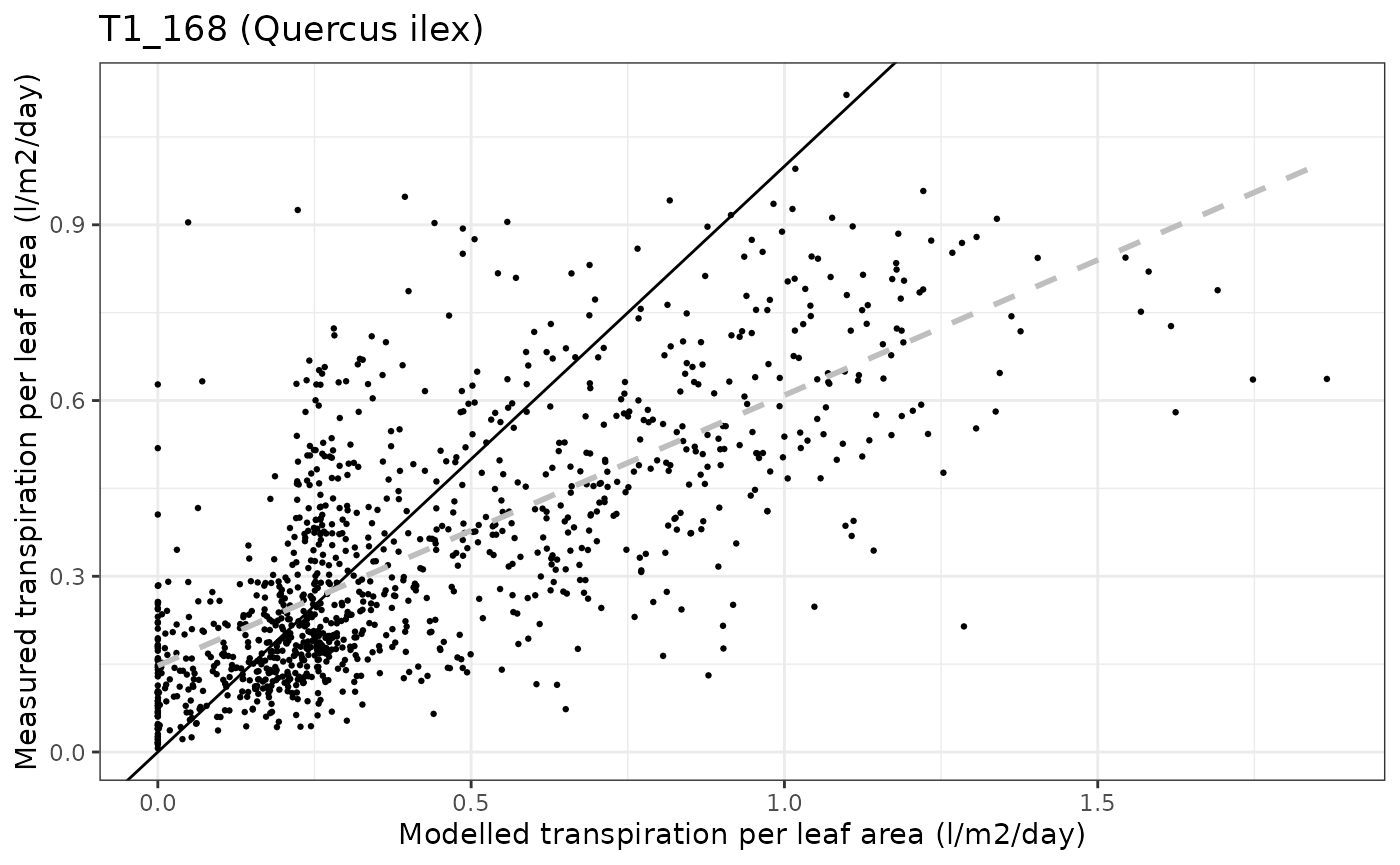 T1_168 (Quercus ilex)
Measured transpiration per leaf area (l/m2/day)
0.9
0.6
0.3
0.0
0.0 0.5 1.0 1.5
Modelled transpiration per leaf area (l/m2/day)